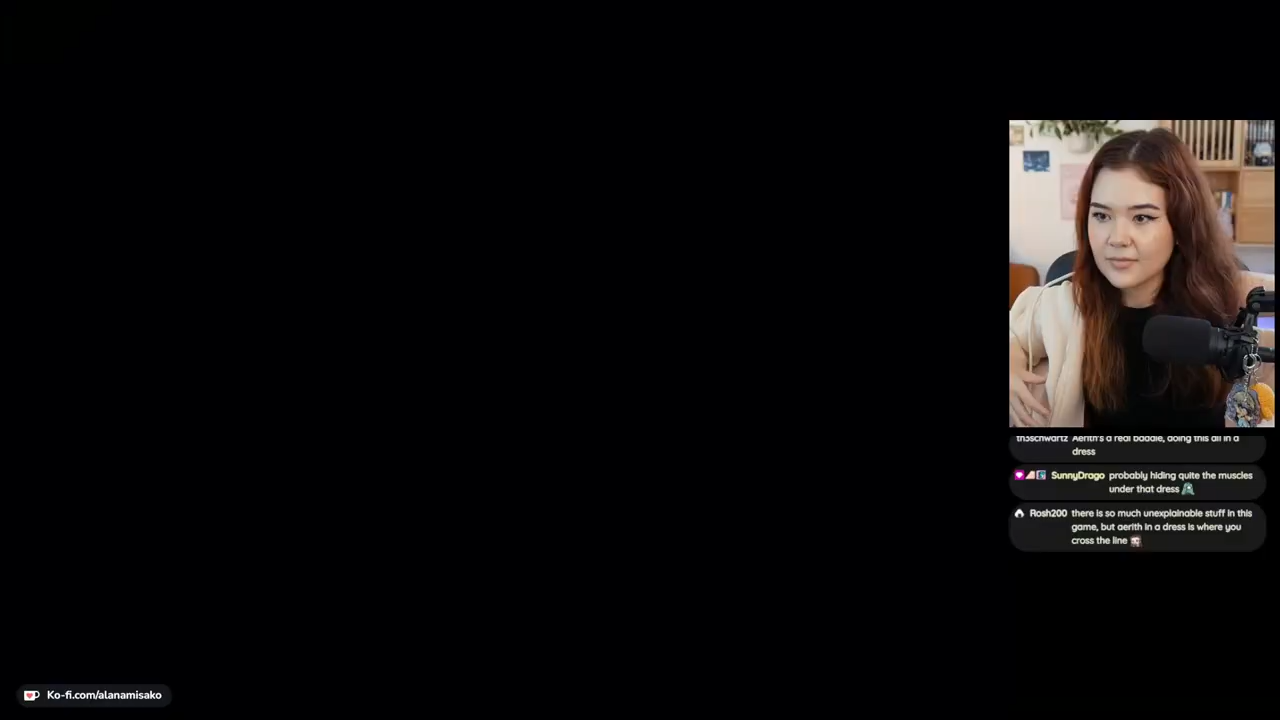 th3schwartz Aerith's a real baddie, doing this all in a
dress
SunnyDrago probably hiding quite the muscles
under that dress
Rosh200 there is so much unexplainable stuff in this
game, but aerith in a dress is where you
cross the line
Ko-fi.com/alanamisako